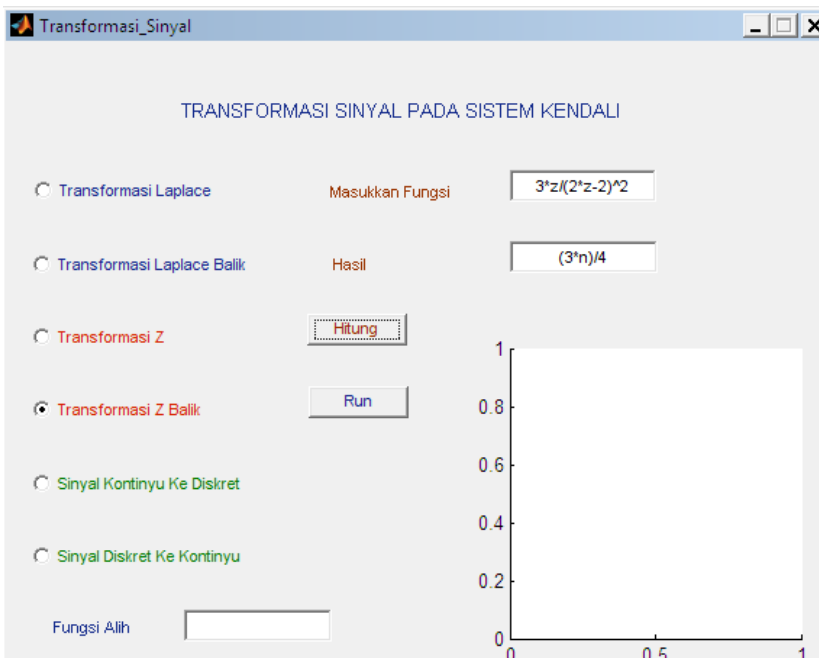 Transformasi_Sinyal
TRANSFORMASI SINYAL PADA SISTEM KENDALI
Transformasi Laplace
Masukkan Fungsi
3*z/(2*z-2)^2
Transformasi Laplace Balik
Hasil
(3*n)/4
Transformasi Z
Hitung
Transformasi Z Balik
Run
Sinyal Kontinyu Ke Diskret
Sinyal Diskret Ke Kontinyu
Fungsi Alih
1
0.8
0.6
0.4
0.2
0
0 0.5 1